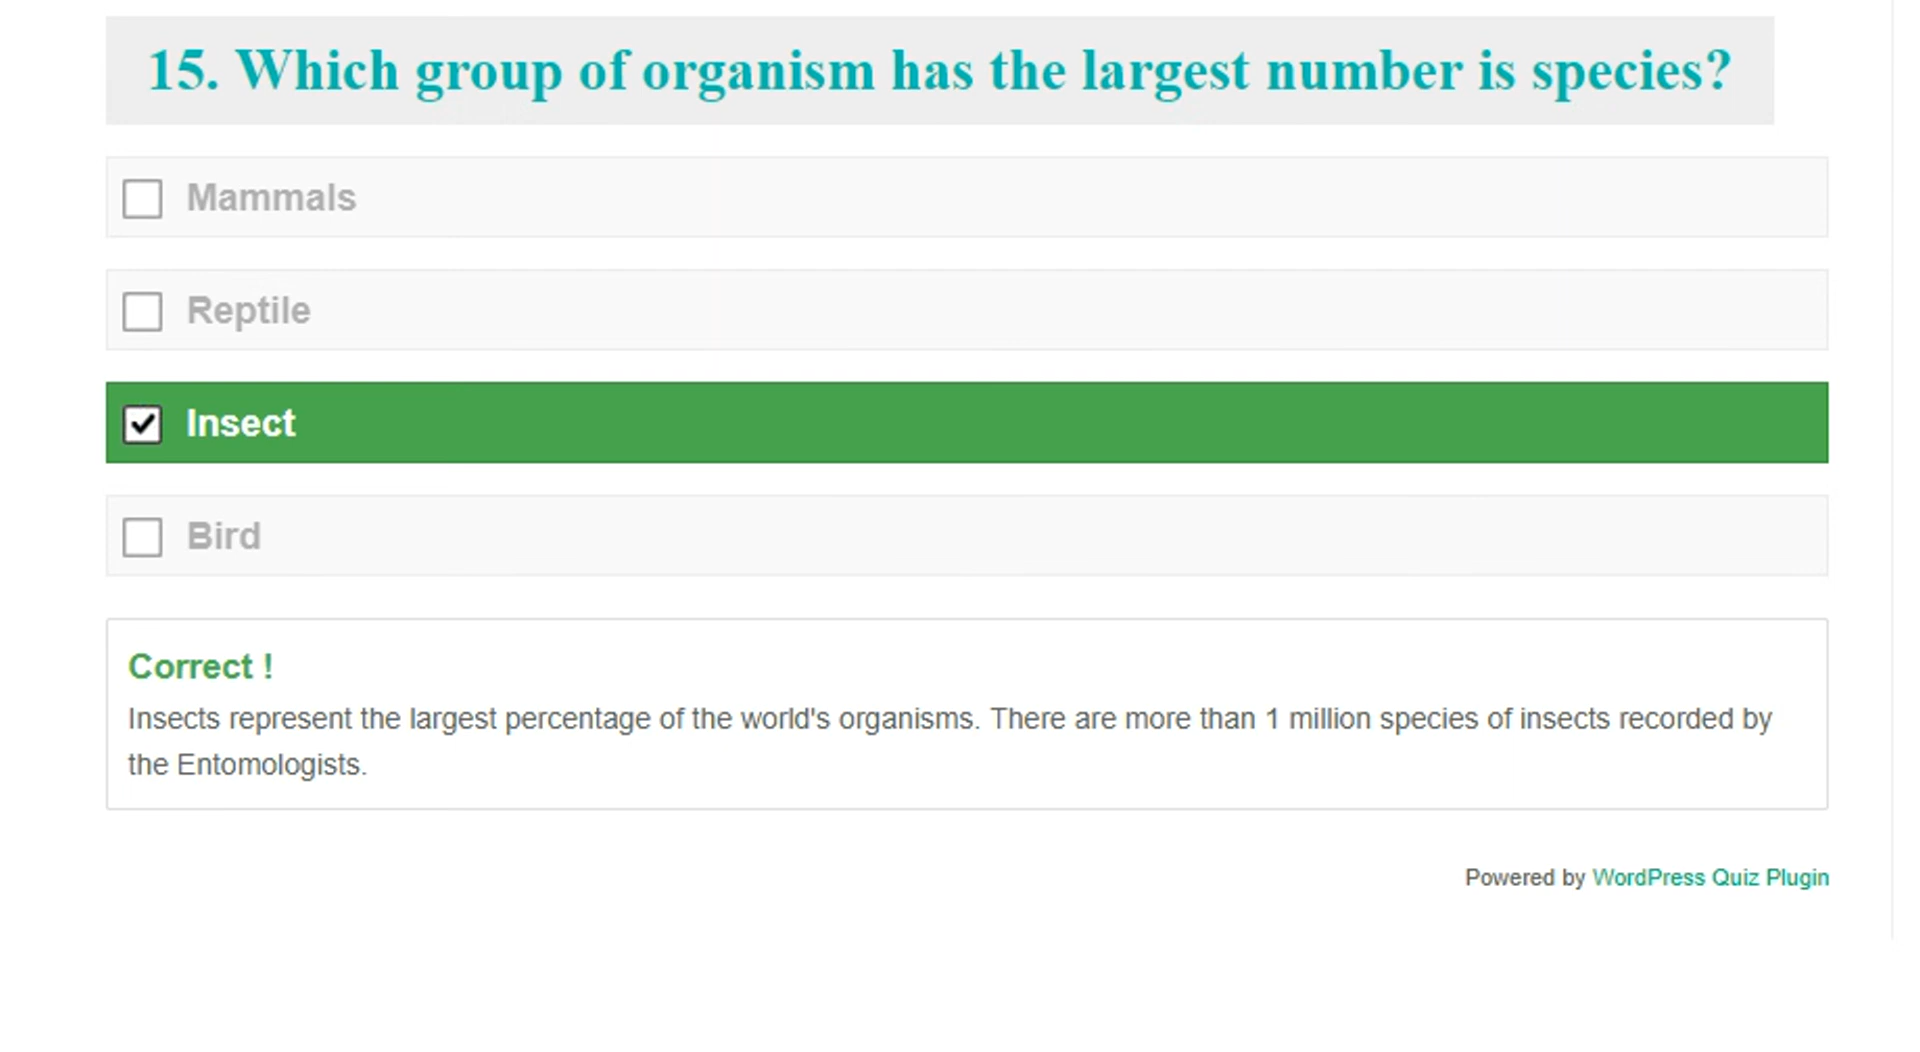 15. Which group of organism has the largest number is species?
Mammals
Reptile
Insect
Bird
Correct !
Insects represent the largest percentage of the world's organisms. There are more than 1 million species of insects recorded by
the Entomologists.
Powered by WordPress Quiz Plugin